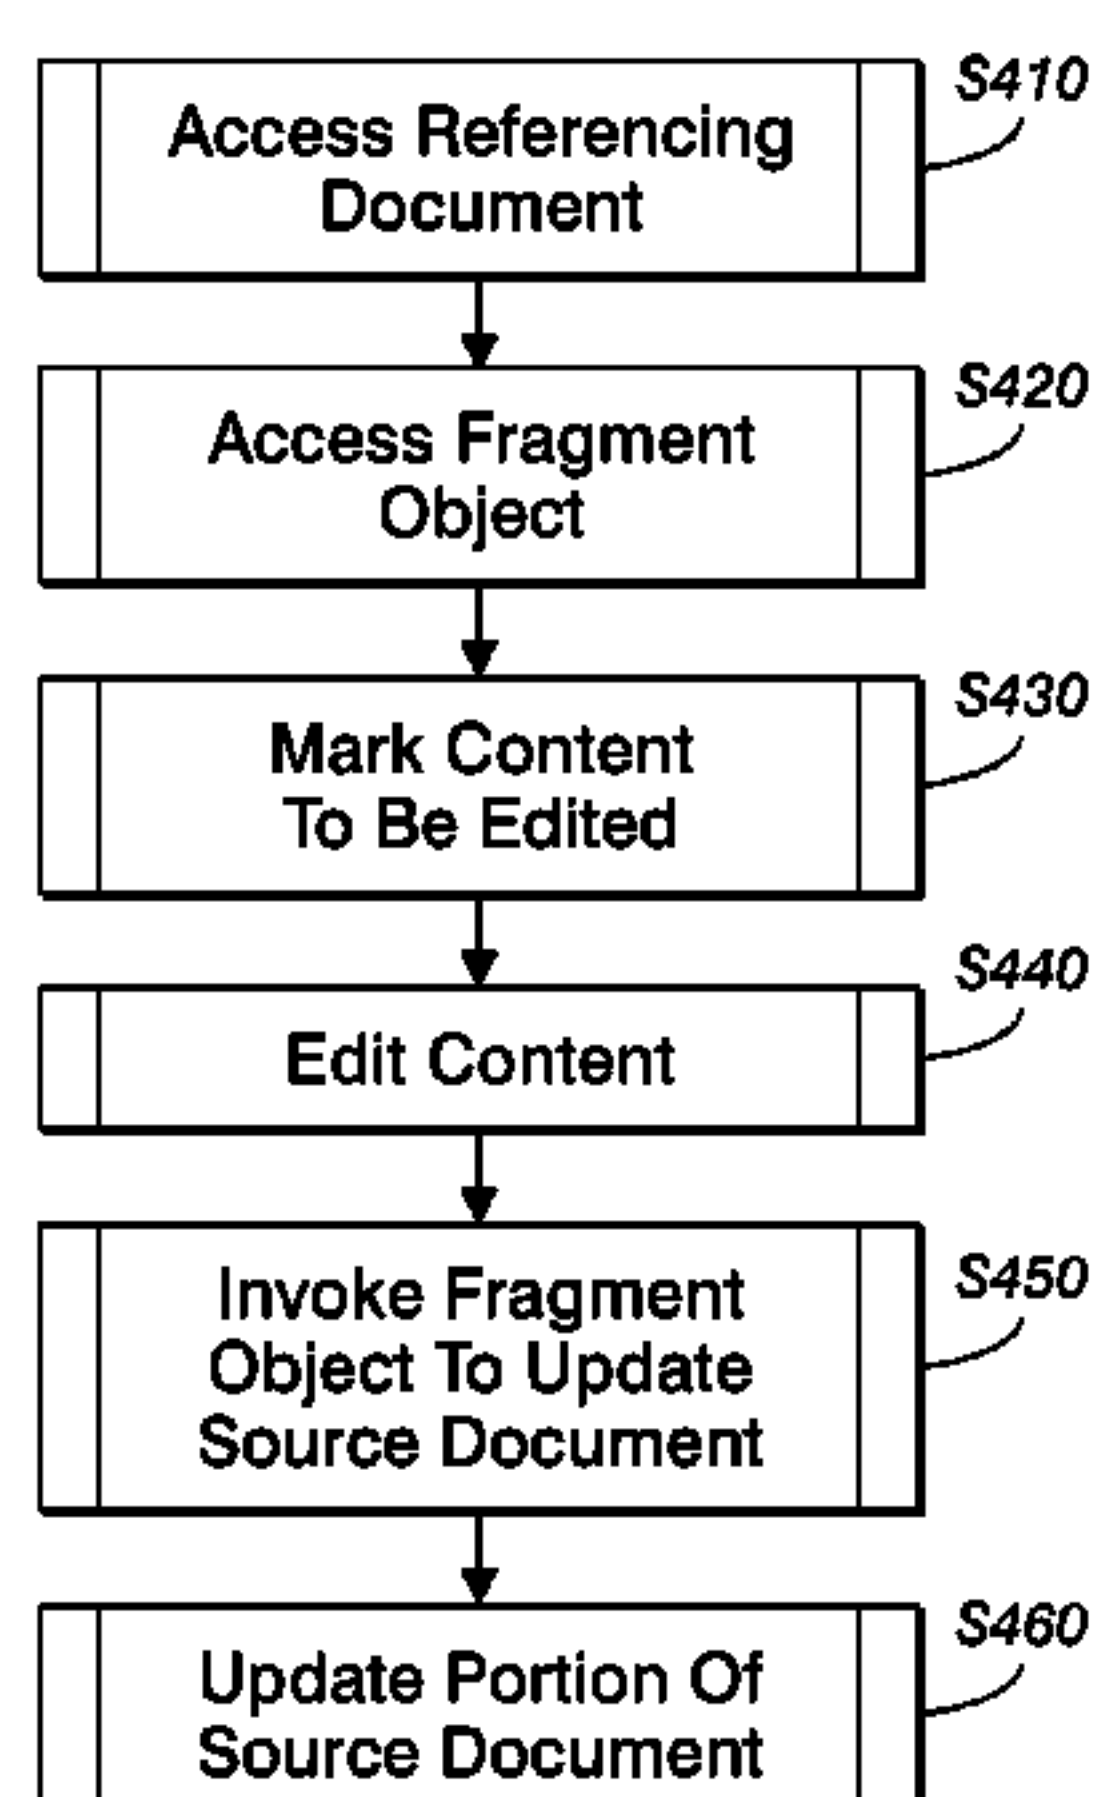 S410
Access Referencing
Document
S420
Access Fragment
Object
S430
Mark Content
To Be Edited
S440
Edit Content
S450
Invoke Fragment
Object To Update
Source Document
S460
Update Portion Of
Source Document